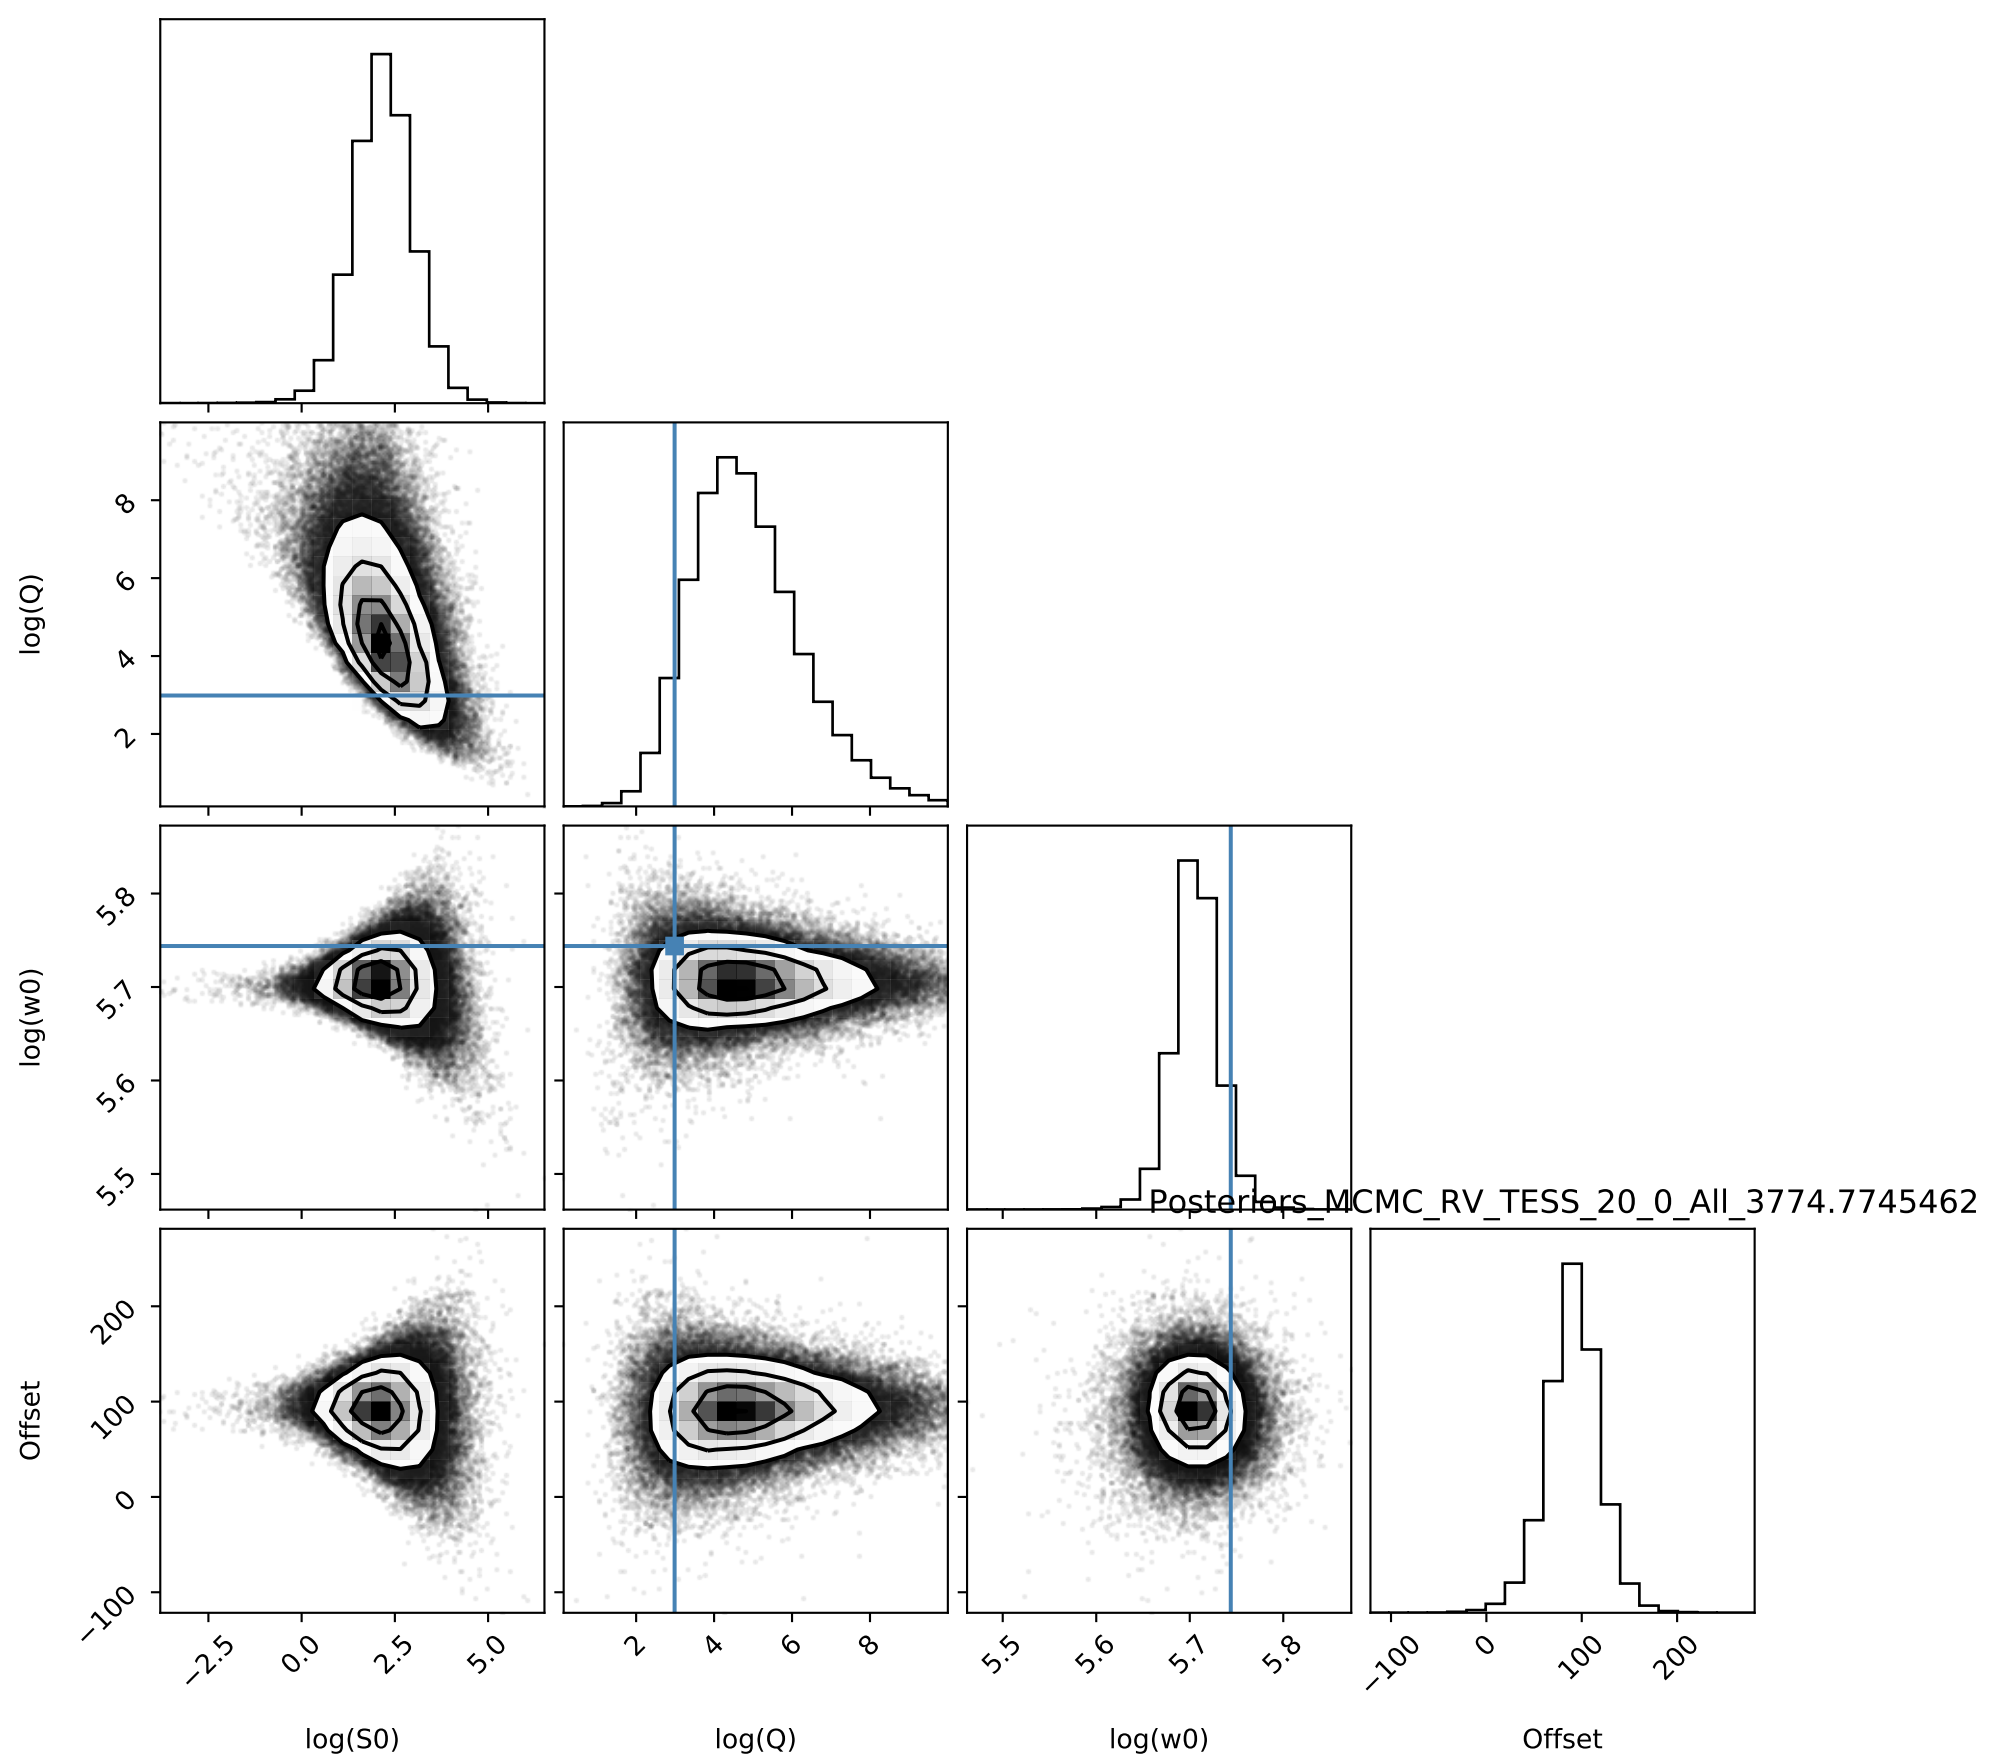 log(Q)
8
6
4
2
log(w0)
5.8
5.7
5.6
5.5
Posteriors_MCMC_RV_TESS_20_0_All_3774.7745462
Offset
200
100
0
−100
−2.5 0.0 2.5 5.0 2 4 6 8 5.5 5.6 5.7 5.8 −100 0 100 200
log(S0) log(Q) log(w0) Offset